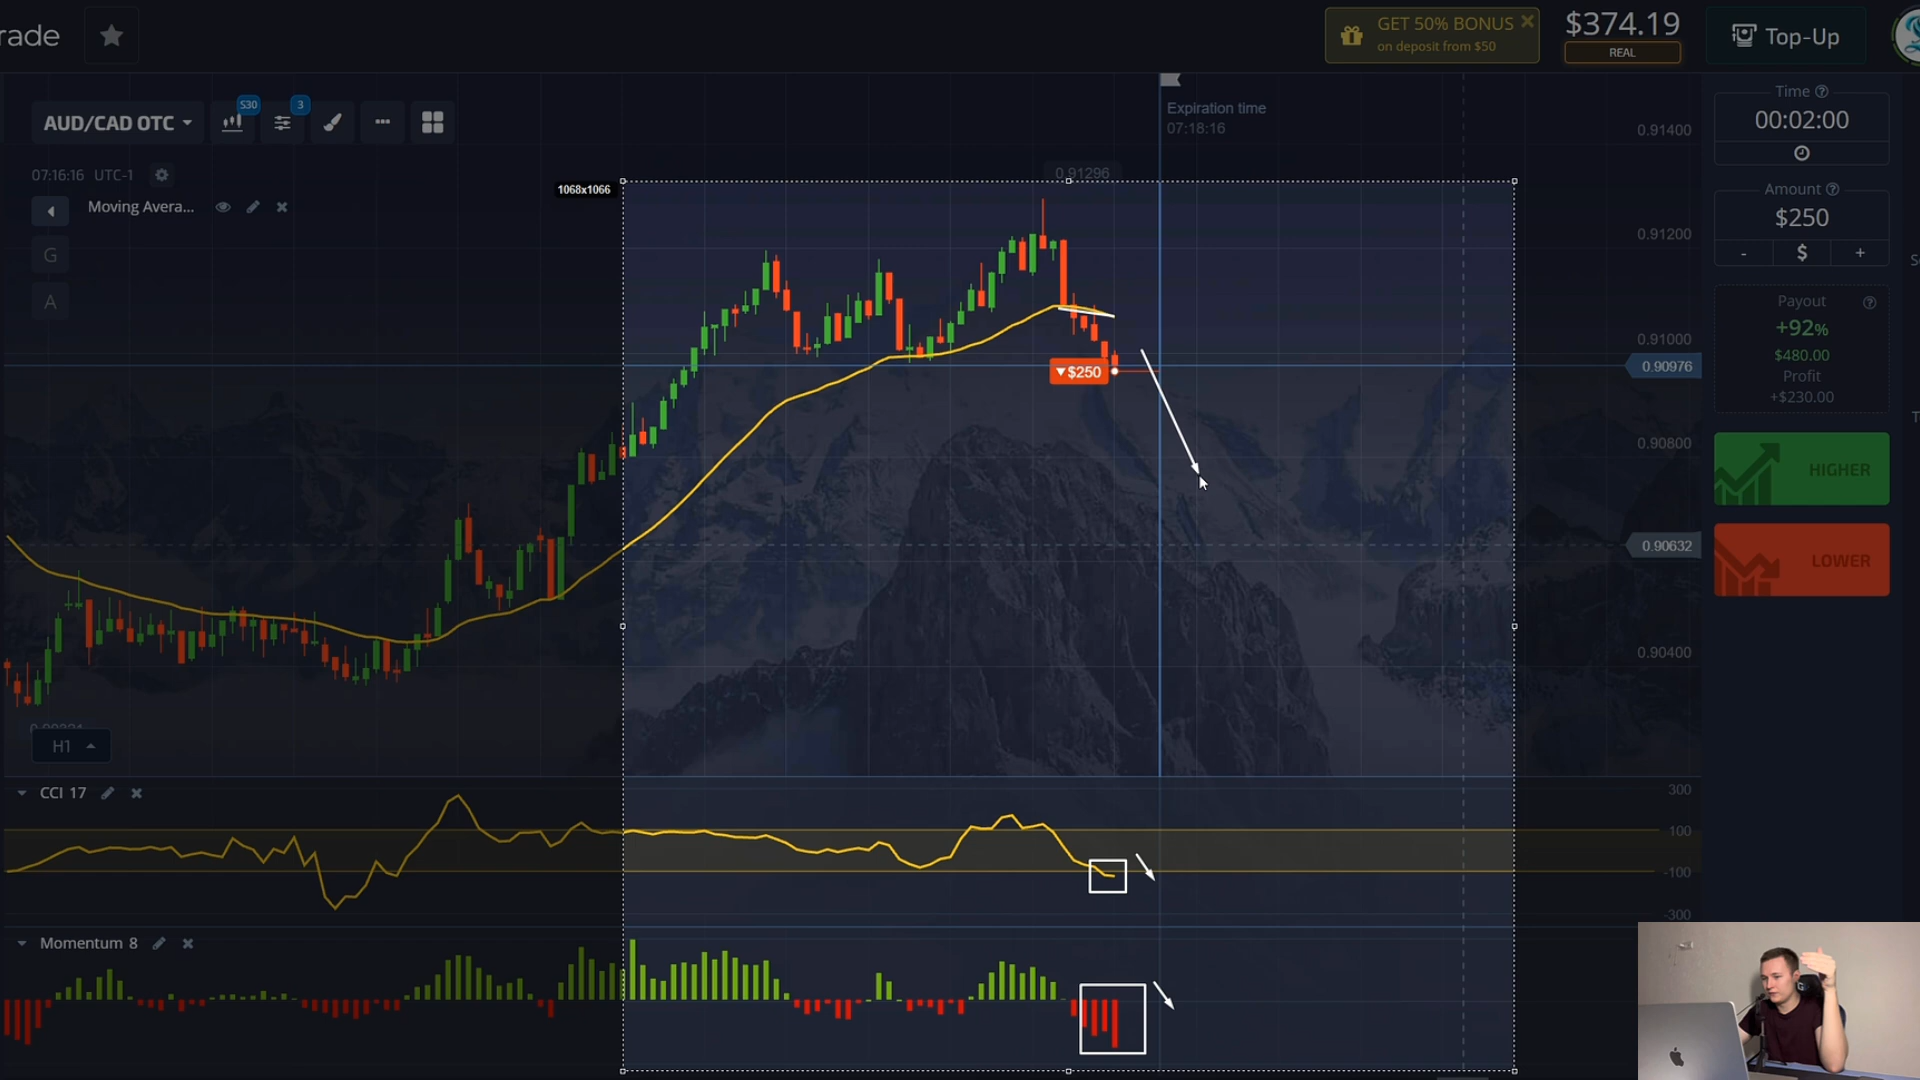 rade
GET 50% BONUS
on deposit from $50
$374.19
REAL
Top-Up
AUD/CAD OTC
S30
3
Expiration time
07:18:16
07:16:16 UTC-1
Moving Avera...
G
A
1068x1066
0.91296
0.91400
0.91200
0.91000
0.90976
0.90800
0.90632
0.90400
$250
H1
Time
00:02:00
Amount
$250
- $ +
Payout
+92%
$480.00
Profit
+$230.00
HIGHER
LOWER
CCI 17
300
100
-100
-300
Momentum 8